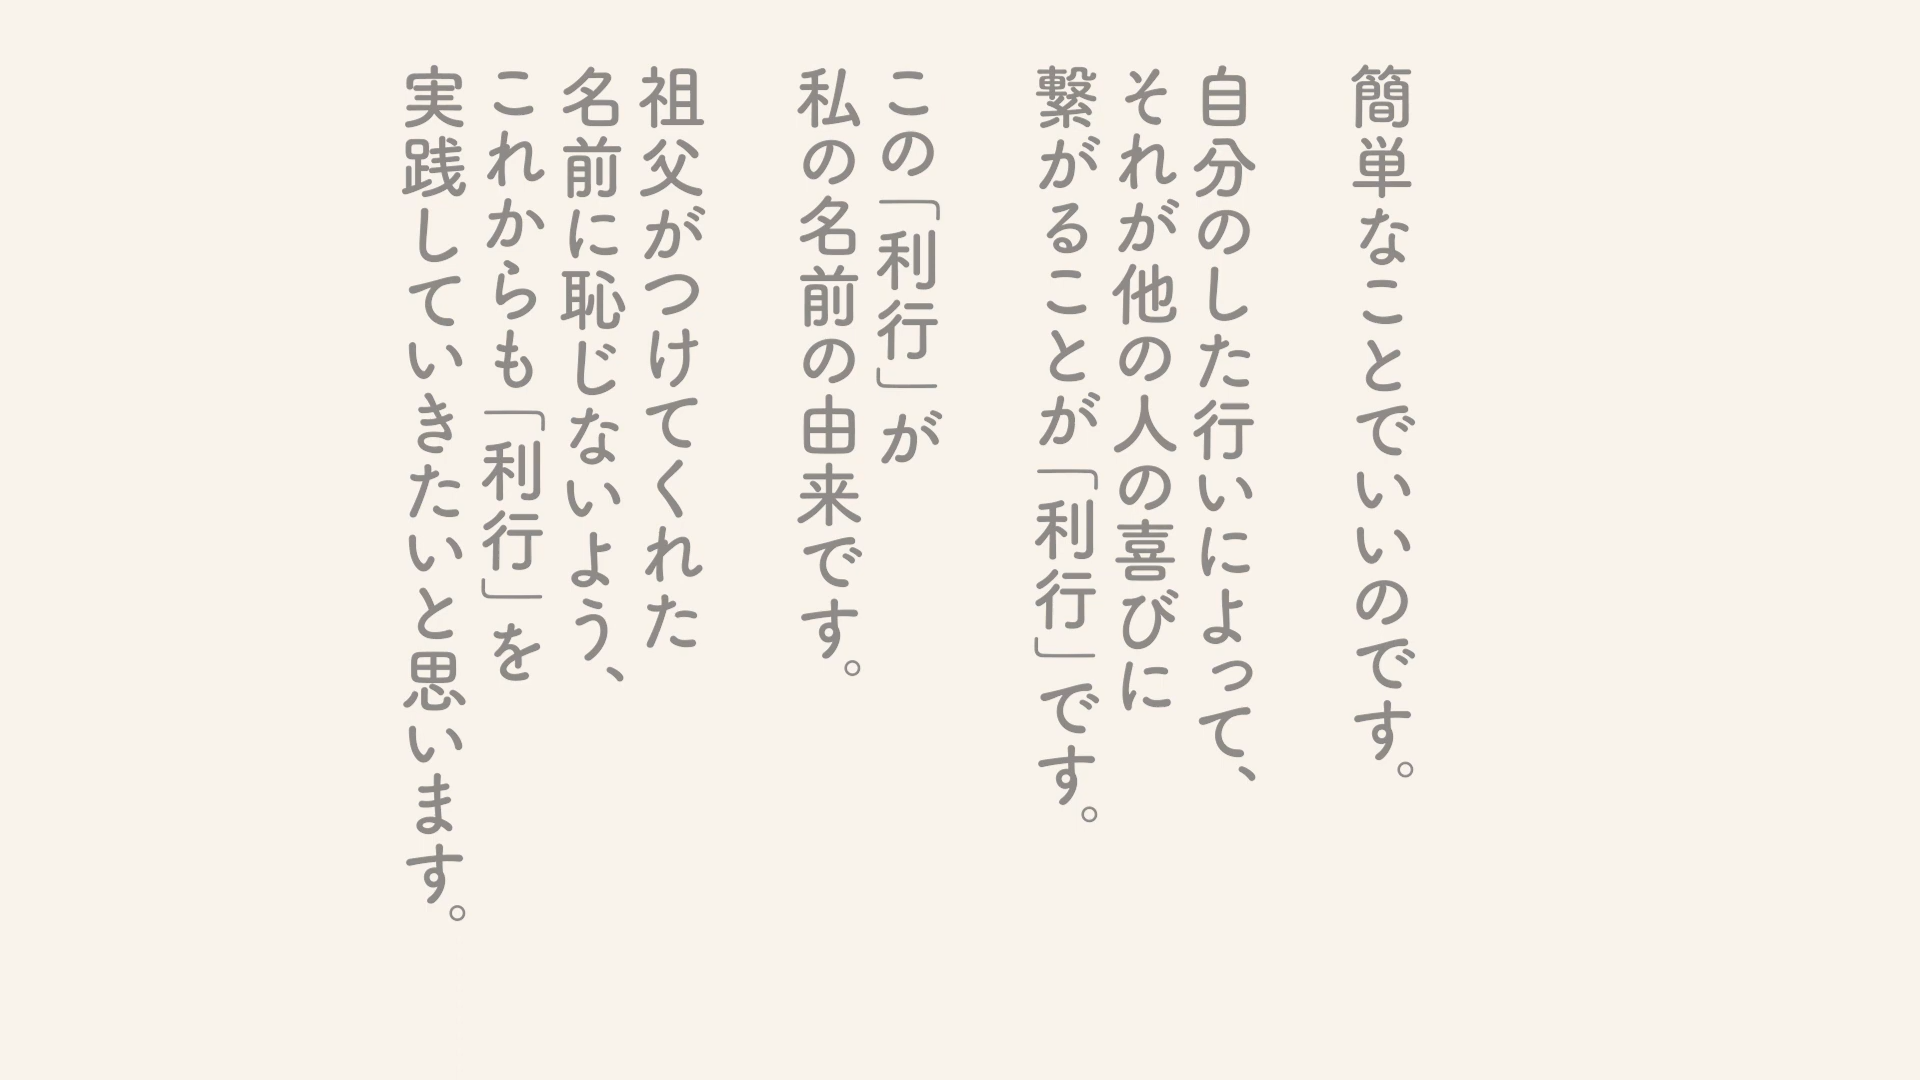 簡単なことでいいのです。
自分のした行いによって、
それが他の人の喜びに
繋がることが「利行」です。
この「利行」が
私の名前の由来です。
祖父がつけてくれた
名前に恥じないよう、
これからも「利行」を
実践していきたいと思います。